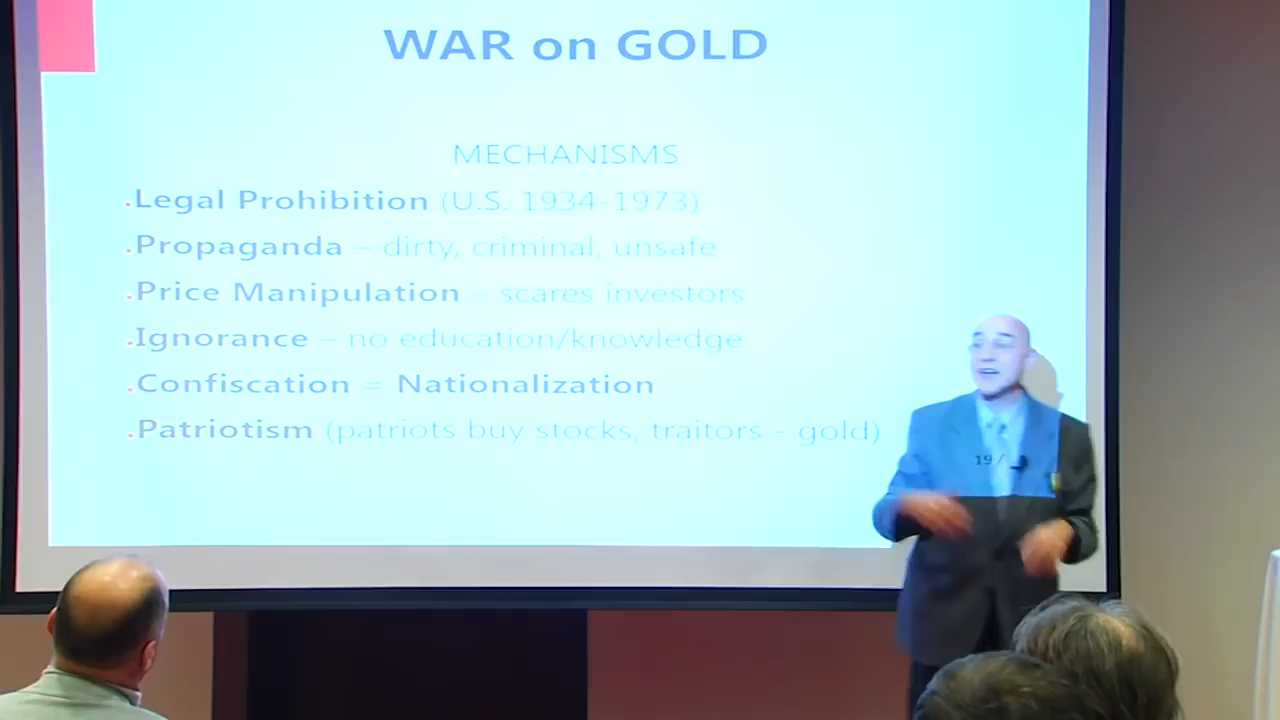 WAR on GOLD
MECHANISMS
.Legal Prohibition (U.S. 1934-1973)
.Propaganda – dirty, criminal, unsafe
.Price Manipulation – scares investors
.Ignorance – no education/knowledge
.Confiscation = Nationalization
.Patriotism (patriots buy stocks, traitors - gold)
19/